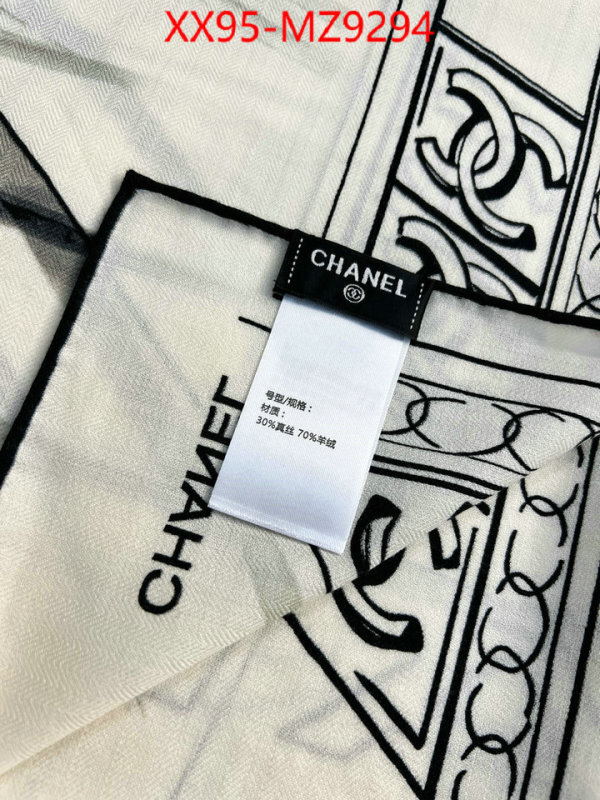 XX95-MZ9294
CHANEL
号型/规格：
材质：
30%真丝 70%羊绒
CHANEL